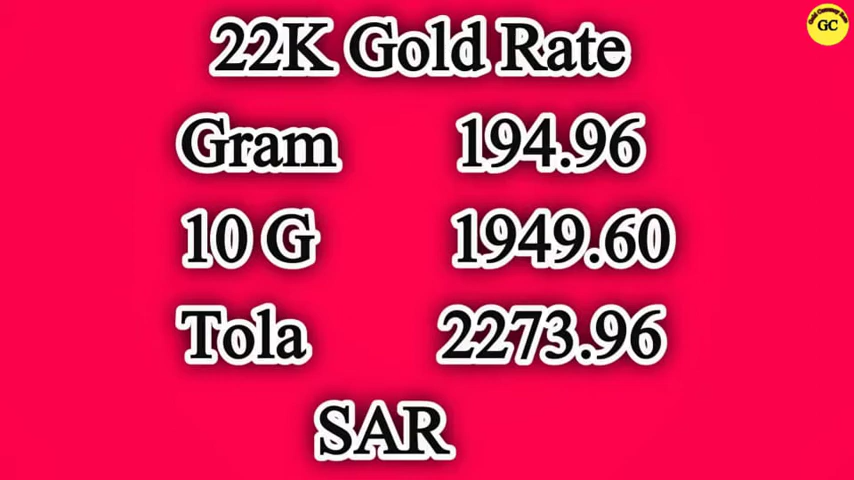 22K Gold Rate
GC
Gram 194.96
10 G 1949.60
Tola 2273.96
SAR